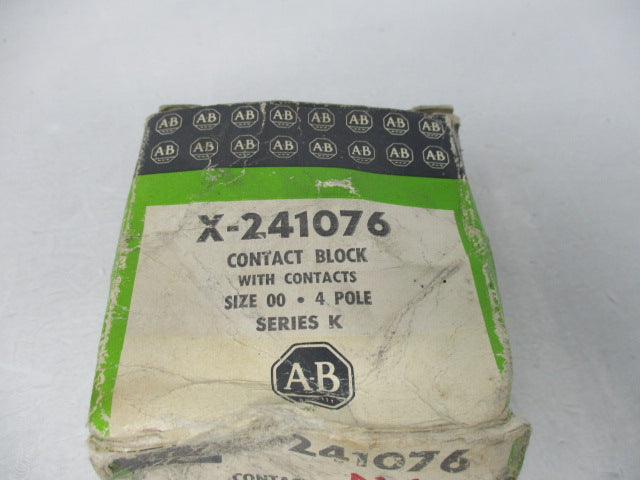 AB AB AB AB AB AB AB AB
AB AB AB AB AB AB AB AB
X-241076
CONTACT BLOCK
WITH CONTACTS
SIZE 00 • 4 POLE
SERIES K
A-B
241076